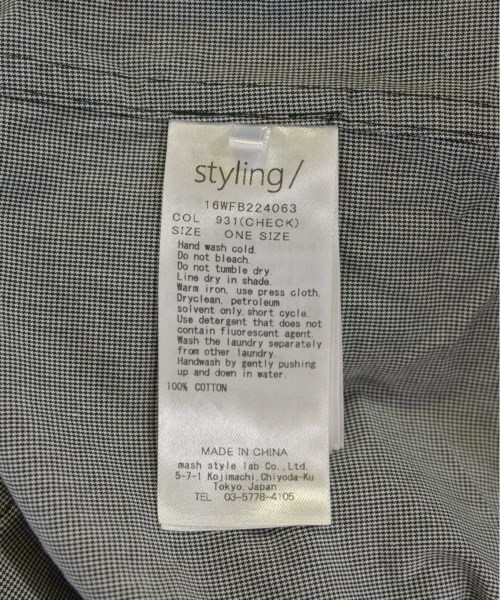 styling/
16WFB224063
COL 931(CHECK)
SIZE ONE SIZE
Hand wash cold.
Do not bleach.
Do not tumble dry.
Line dry in shade.
Warm iron, use press cloth.
Dryclean, petroleum
solvent only,short cycle.
Use detergent that does not
contain fluorescent agent.
Wash the laundry separately
from other laundry.
Handwash by gently pushing
up and down in water.
100% COTTON
MADE IN CHINA
mash style lab Co.,Ltd.
5-7-1 Kojimachi,Chiyoda-Ku
Tokyo,Japan
TEL 03-5778-4105